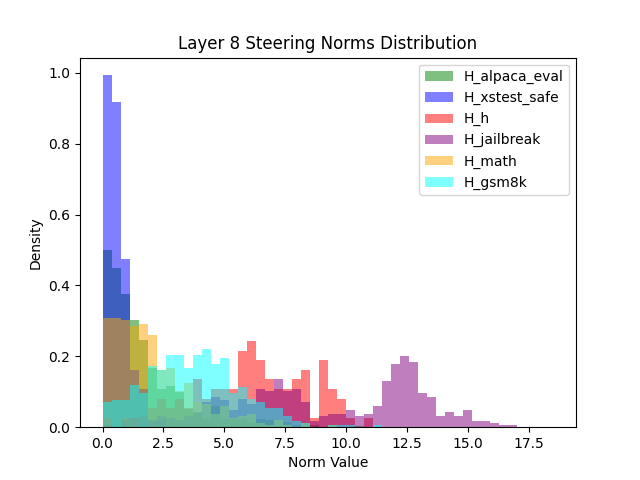 Layer 8 Steering Norms Distribution
H_alpaca_eval
H_xstest_safe
H_h
H_jailbreak
H_math
H_gsm8k
1.0
0.8
0.6
0.4
0.2
0.0
Density
0.0 2.5 5.0 7.5 10.0 12.5 15.0 17.5
Norm Value